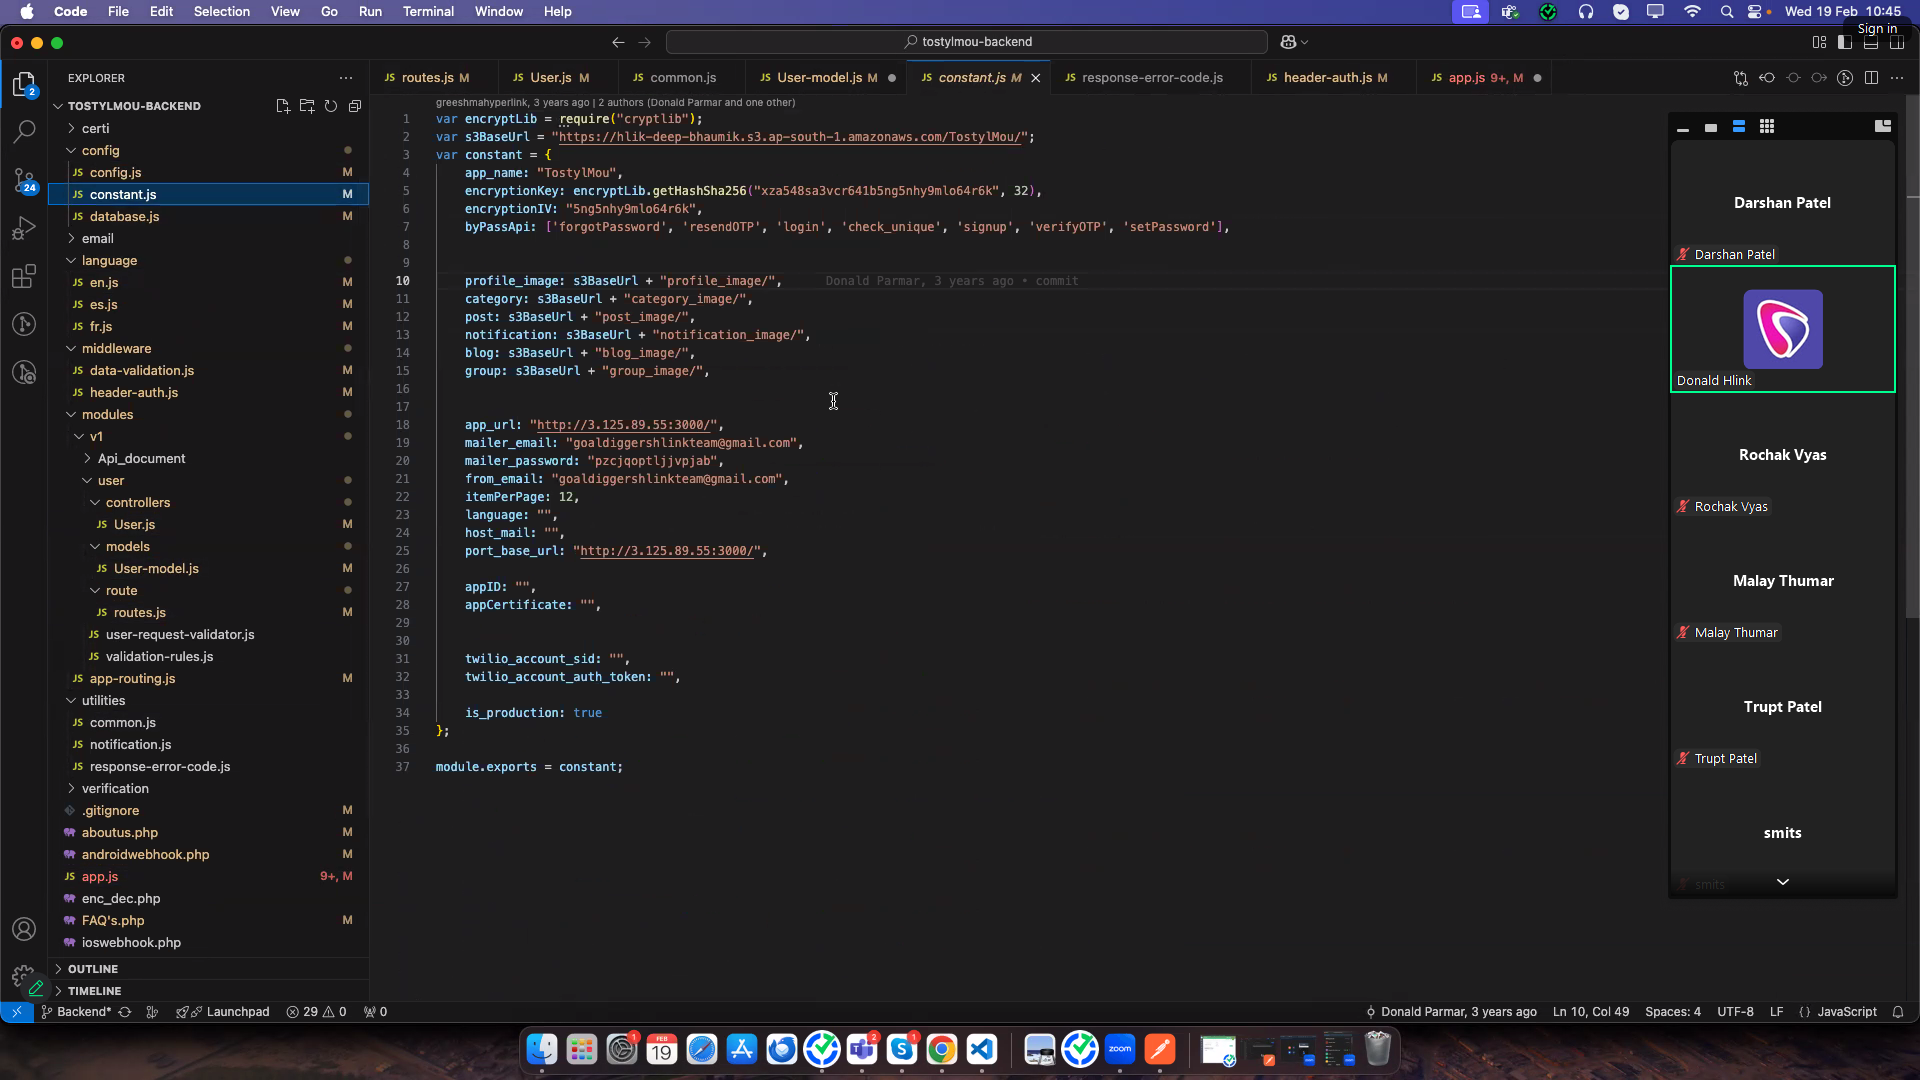 Code File Edit Selection View Go Run Terminal Window Help
Wed 19 Feb 10:45
Sign in
tostylmou-backend
EXPLORER
routes.js M
User.js M
common.js
User-model.js M
constant.js M
response-error-code.js
header-auth.js M
app.js 9+, M
2
24
TOSTYLMOU-BACKEND
certi
config
config.js M
constant.js M
database.js M
email
language
en.js M
es.js M
fr.js M
middleware
data-validation.js M
header-auth.js M
modules
v1
Api_document
user
controllers
User.js M
models
User-model.js M
route
routes.js M
user-request-validator.js
validation-rules.js
app-routing.js M
utilities
common.js
notification.js
response-error-code.js
verification
.gitignore M
aboutus.php M
androidwebhook.php M
app.js 9+, M
enc_dec.php
FAQ's.php M
ioswebhook.php
OUTLINE
TIMELINE
greeshmahyperlink, 3 years ago | 2 authors (Donald Parmar and one other)
1 var encryptLib = require("cryptlib");
2 var s3BaseUrl = "https://hlik-deep-bhaumik.s3.ap-south-1.amazonaws.com/TostylMou/";
3 var constant = {
4 app_name: "TostylMou",
5 encryptionKey: encryptLib.getHashSha256("xza548sa3vcr641b5ng5nhy9mlo64r6k", 32),
6 encryptionIV: "5ng5nhy9mlo64r6k",
7 byPassApi: ['forgotPassword', 'resendOTP', 'login', 'check_unique', 'signup', 'verifyOTP', 'setPassword'],
8
9
10 profile_image: s3BaseUrl + "profile_image/", Donald Parmar, 3 years ago • commit
11 category: s3BaseUrl + "category_image/",
12 post: s3BaseUrl + "post_image/",
13 notification: s3BaseUrl + "notification_image/",
14 blog: s3BaseUrl + "blog_image/",
15 group: s3BaseUrl + "group_image/",
16
17
18 app_url: "http://3.125.89.55:3000/",
19 mailer_email: "goaldiggershlinkteam@gmail.com",
20 mailer_password: "pzcjqoptljjvpjab",
21 from_email: "goaldiggershlinkteam@gmail.com",
22 itemPerPage: 12,
23 language: "",
24 host_mail: "",
25 port_base_url: "http://3.125.89.55:3000/",
26
27 appID: "",
28 appCertificate: "",
29
30
31 twilio_account_sid: "",
32 twilio_account_auth_token: "",
33
34 is_production: true
35 };
36
37 module.exports = constant;
Darshan Patel
Darshan Patel
Donald Hlink
Rochak Vyas
Rochak Vyas
Malay Thumar
Malay Thumar
Trupt Patel
Trupt Patel
smits
smits
Backend* Launchpad 29 0 0
Donald Parmar, 3 years ago Ln 10, Col 49 Spaces: 4 UTF-8 LF {} JavaScript
1
FEB
19
2
1
zoom